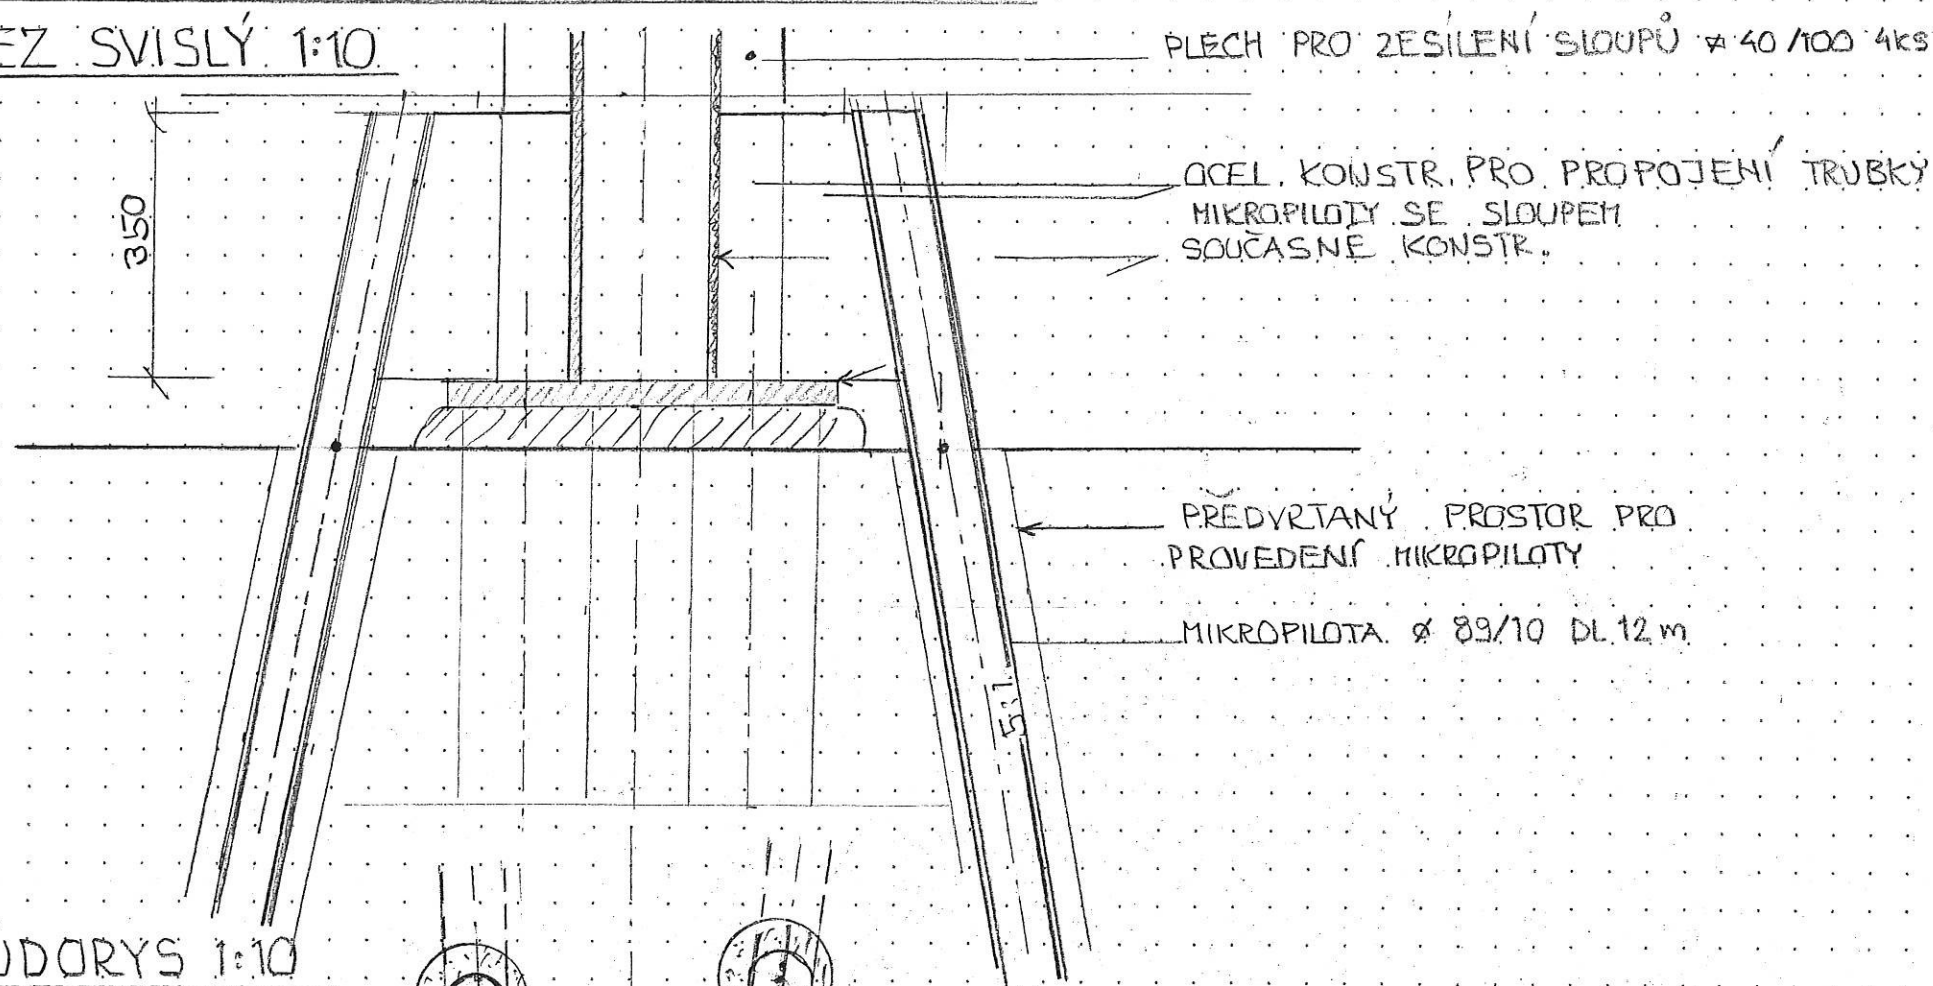 EZ SVISLÝ 1:10
PLECH PRO ZESÍLENÍ SLOUPŮ ⌀ 40/100 4KS
OCEL. KONSTR. PRO PROPOJENÍ TRUBKY
MIKROPILOTY SE SLOUPEM
SOUČASNÉ KONSTR.
350
PŘEDVRTANÝ PROSTOR PRO
PROVEDENÍ MIKROPILOTY
MIKROPILOTA ⌀ 89/10 DL. 12 m
5:1
UDORYS 1:10